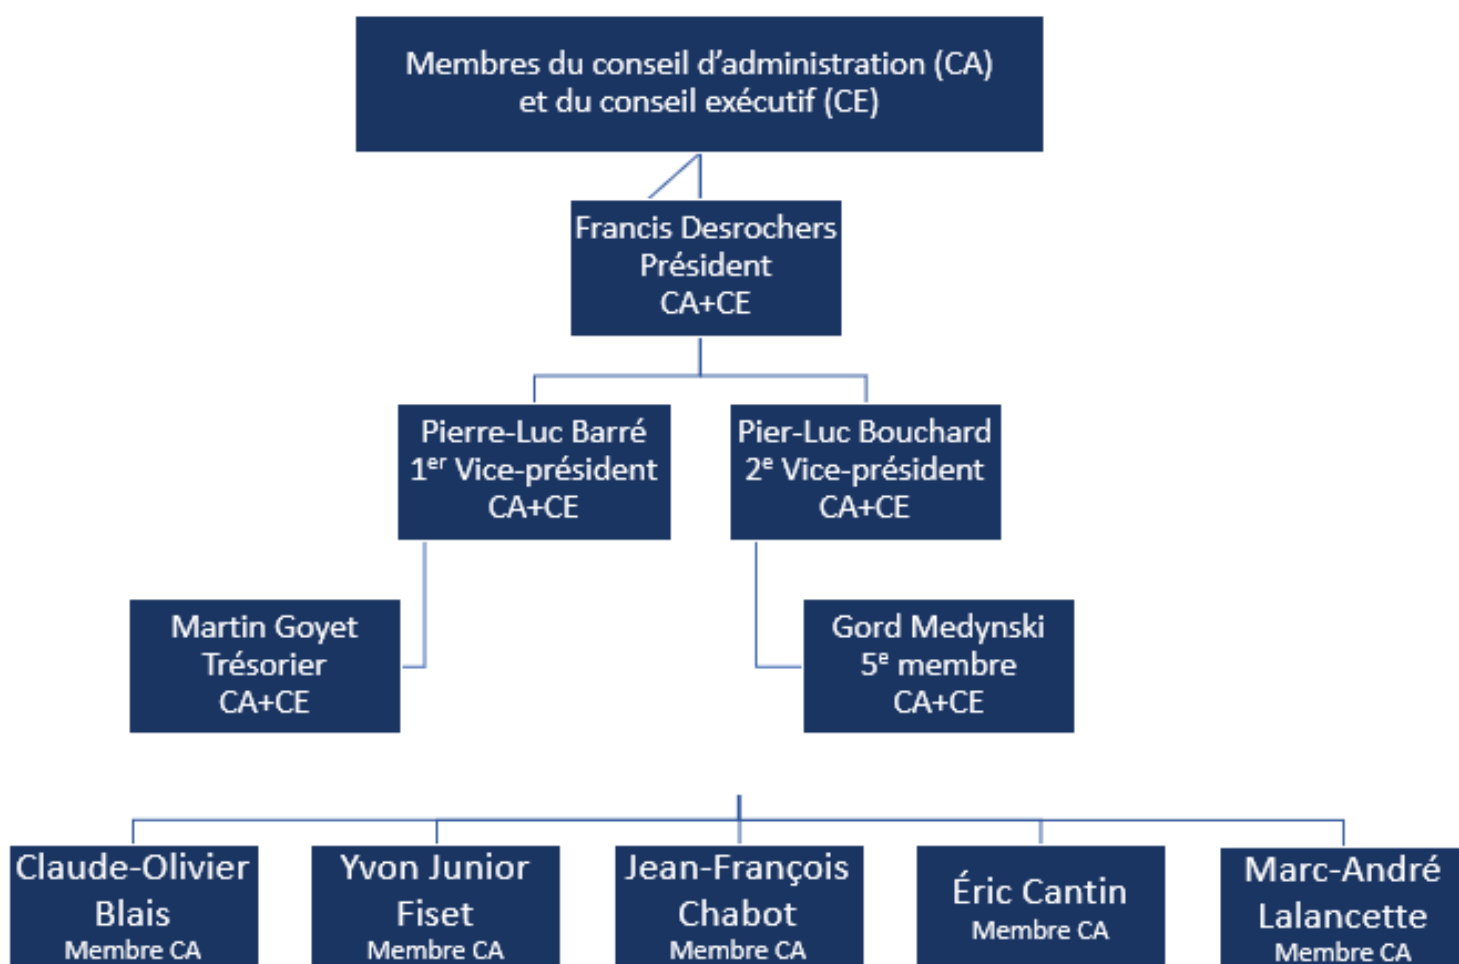 Membres du conseil d’administration (CA)
et du conseil exécutif (CE)
Francis Desrochers
Président
CA+CE
Pierre-Luc Barré
1er Vice-président
CA+CE
Pier-Luc Bouchard
2e Vice-président
CA+CE
Martin Goyet
Trésorier
CA+CE
Gord Medynski
5e membre
CA+CE
Claude-Olivier
Blais
Membre CA
Yvon Junior
Fiset
Membre CA
Jean-François
Chabot
Membre CA
Éric Cantin
Membre CA
Marc-André
Lalancette
Membre CA